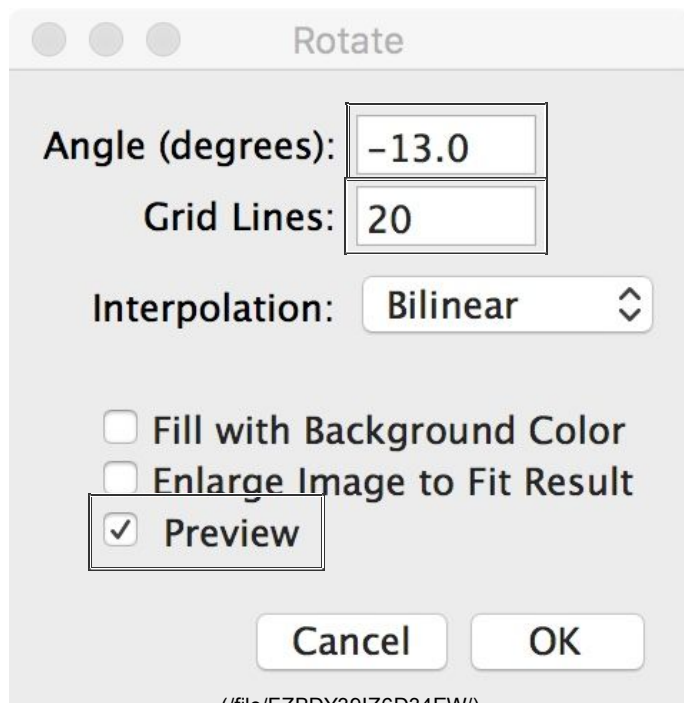 Rotate
Angle (degrees): -13.0
Grid Lines: 20
Interpolation: Bilinear
Fill with Background Color
Enlarge Image to Fit Result
Preview
Cancel OK